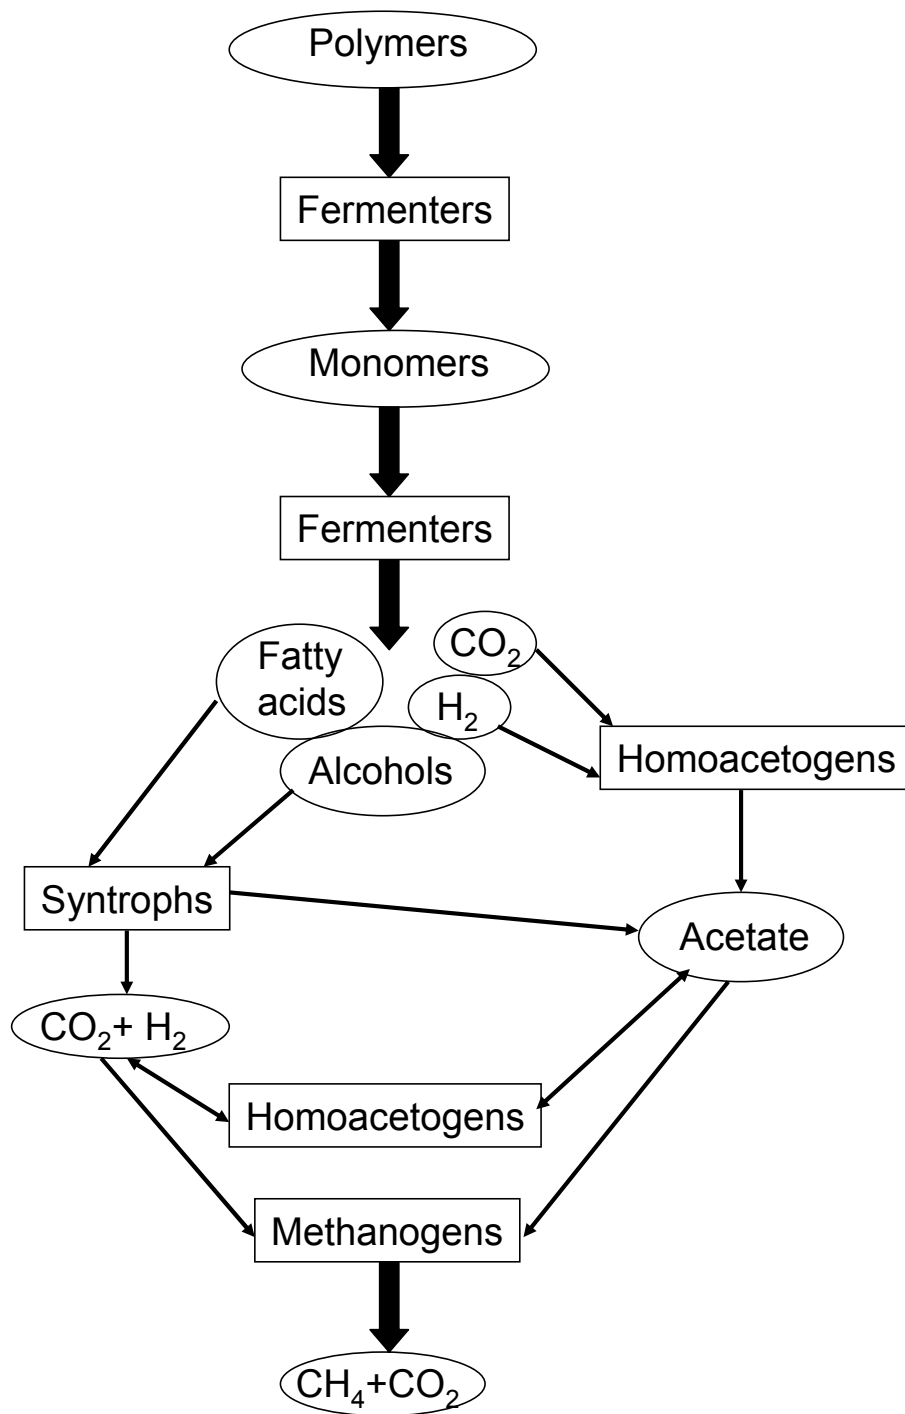 Polymers
Fermenters
Monomers
Fermenters
Fatty
acids
CO₂
H₂
Alcohols
Homoacetogens
Syntrophs
Acetate
CO₂+ H₂
Homoacetogens
Methanogens
CH₄+CO₂